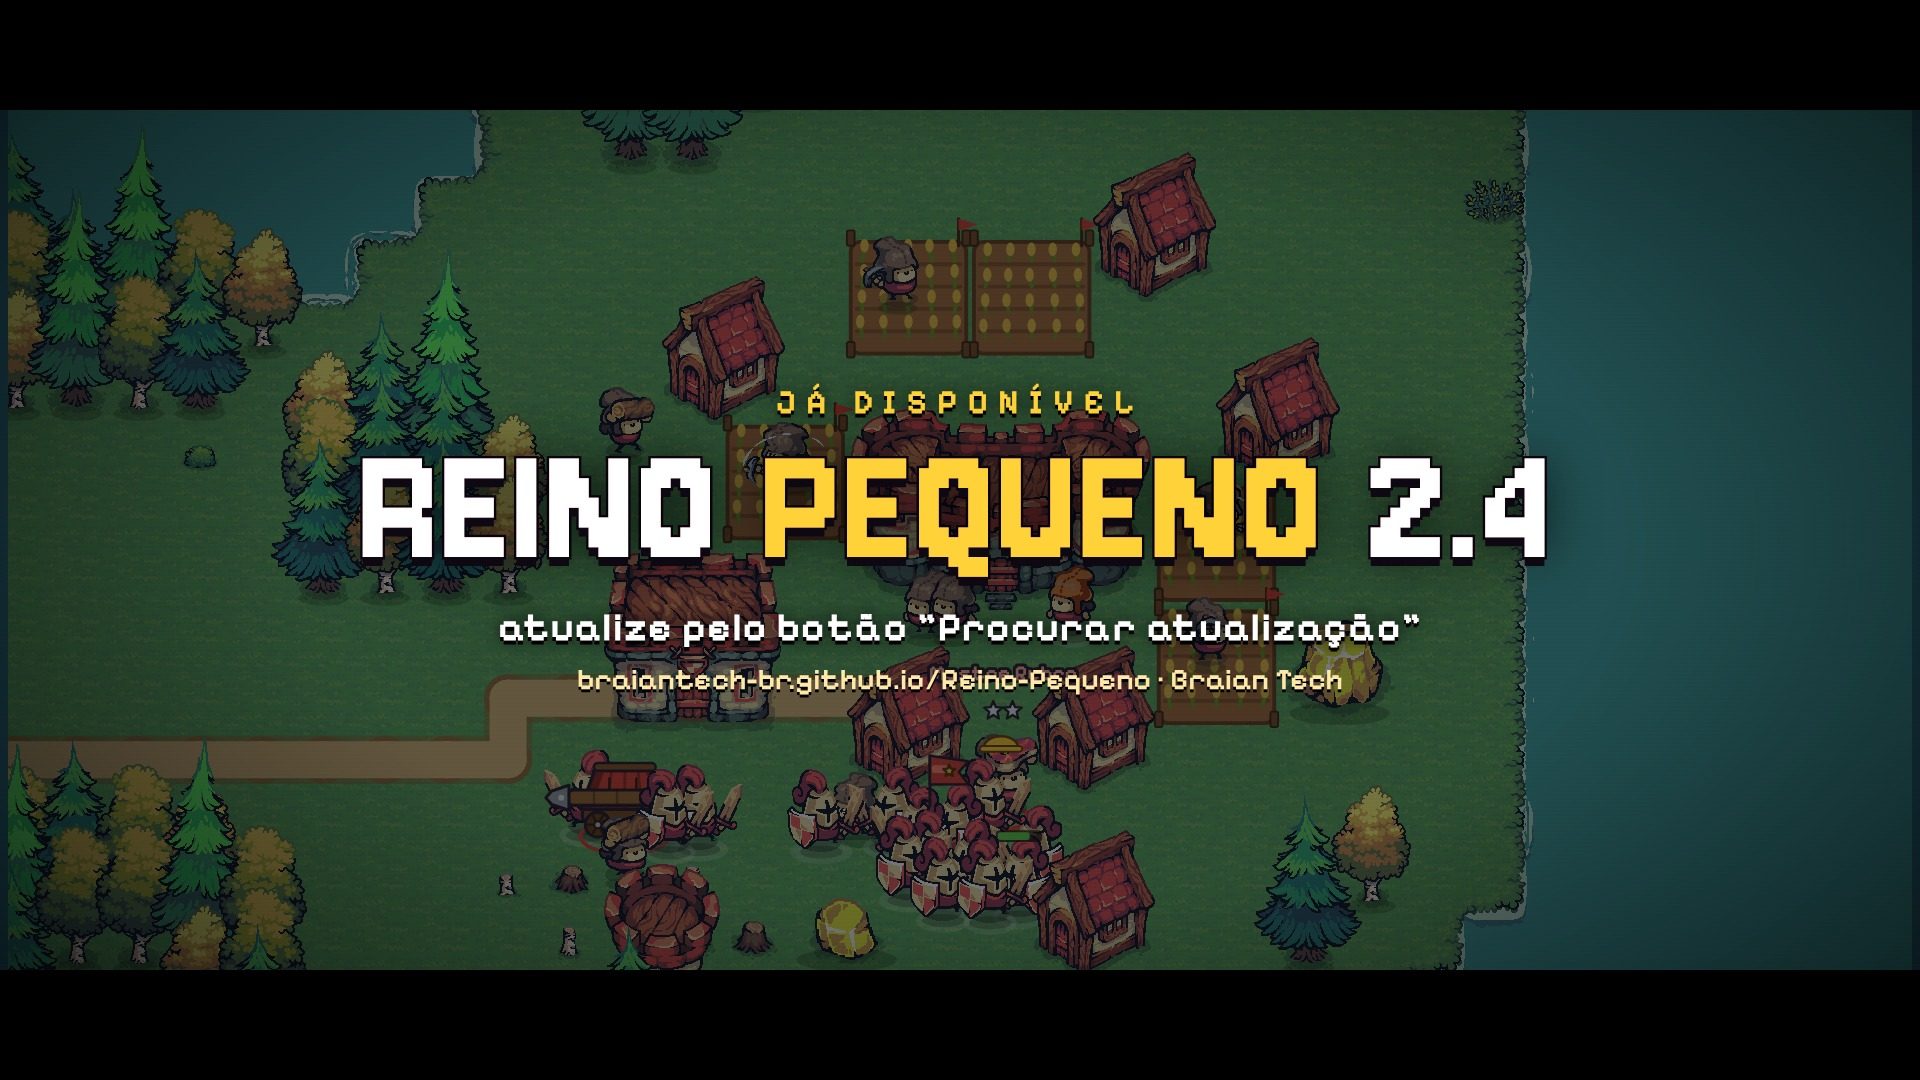 JÁ DISPONÍVEL
REINO PEQUENO 2.4
atualize pelo botão "Procurar atualização"
braiantech-br.github.io/Reino-Pequeno · Braian Tech